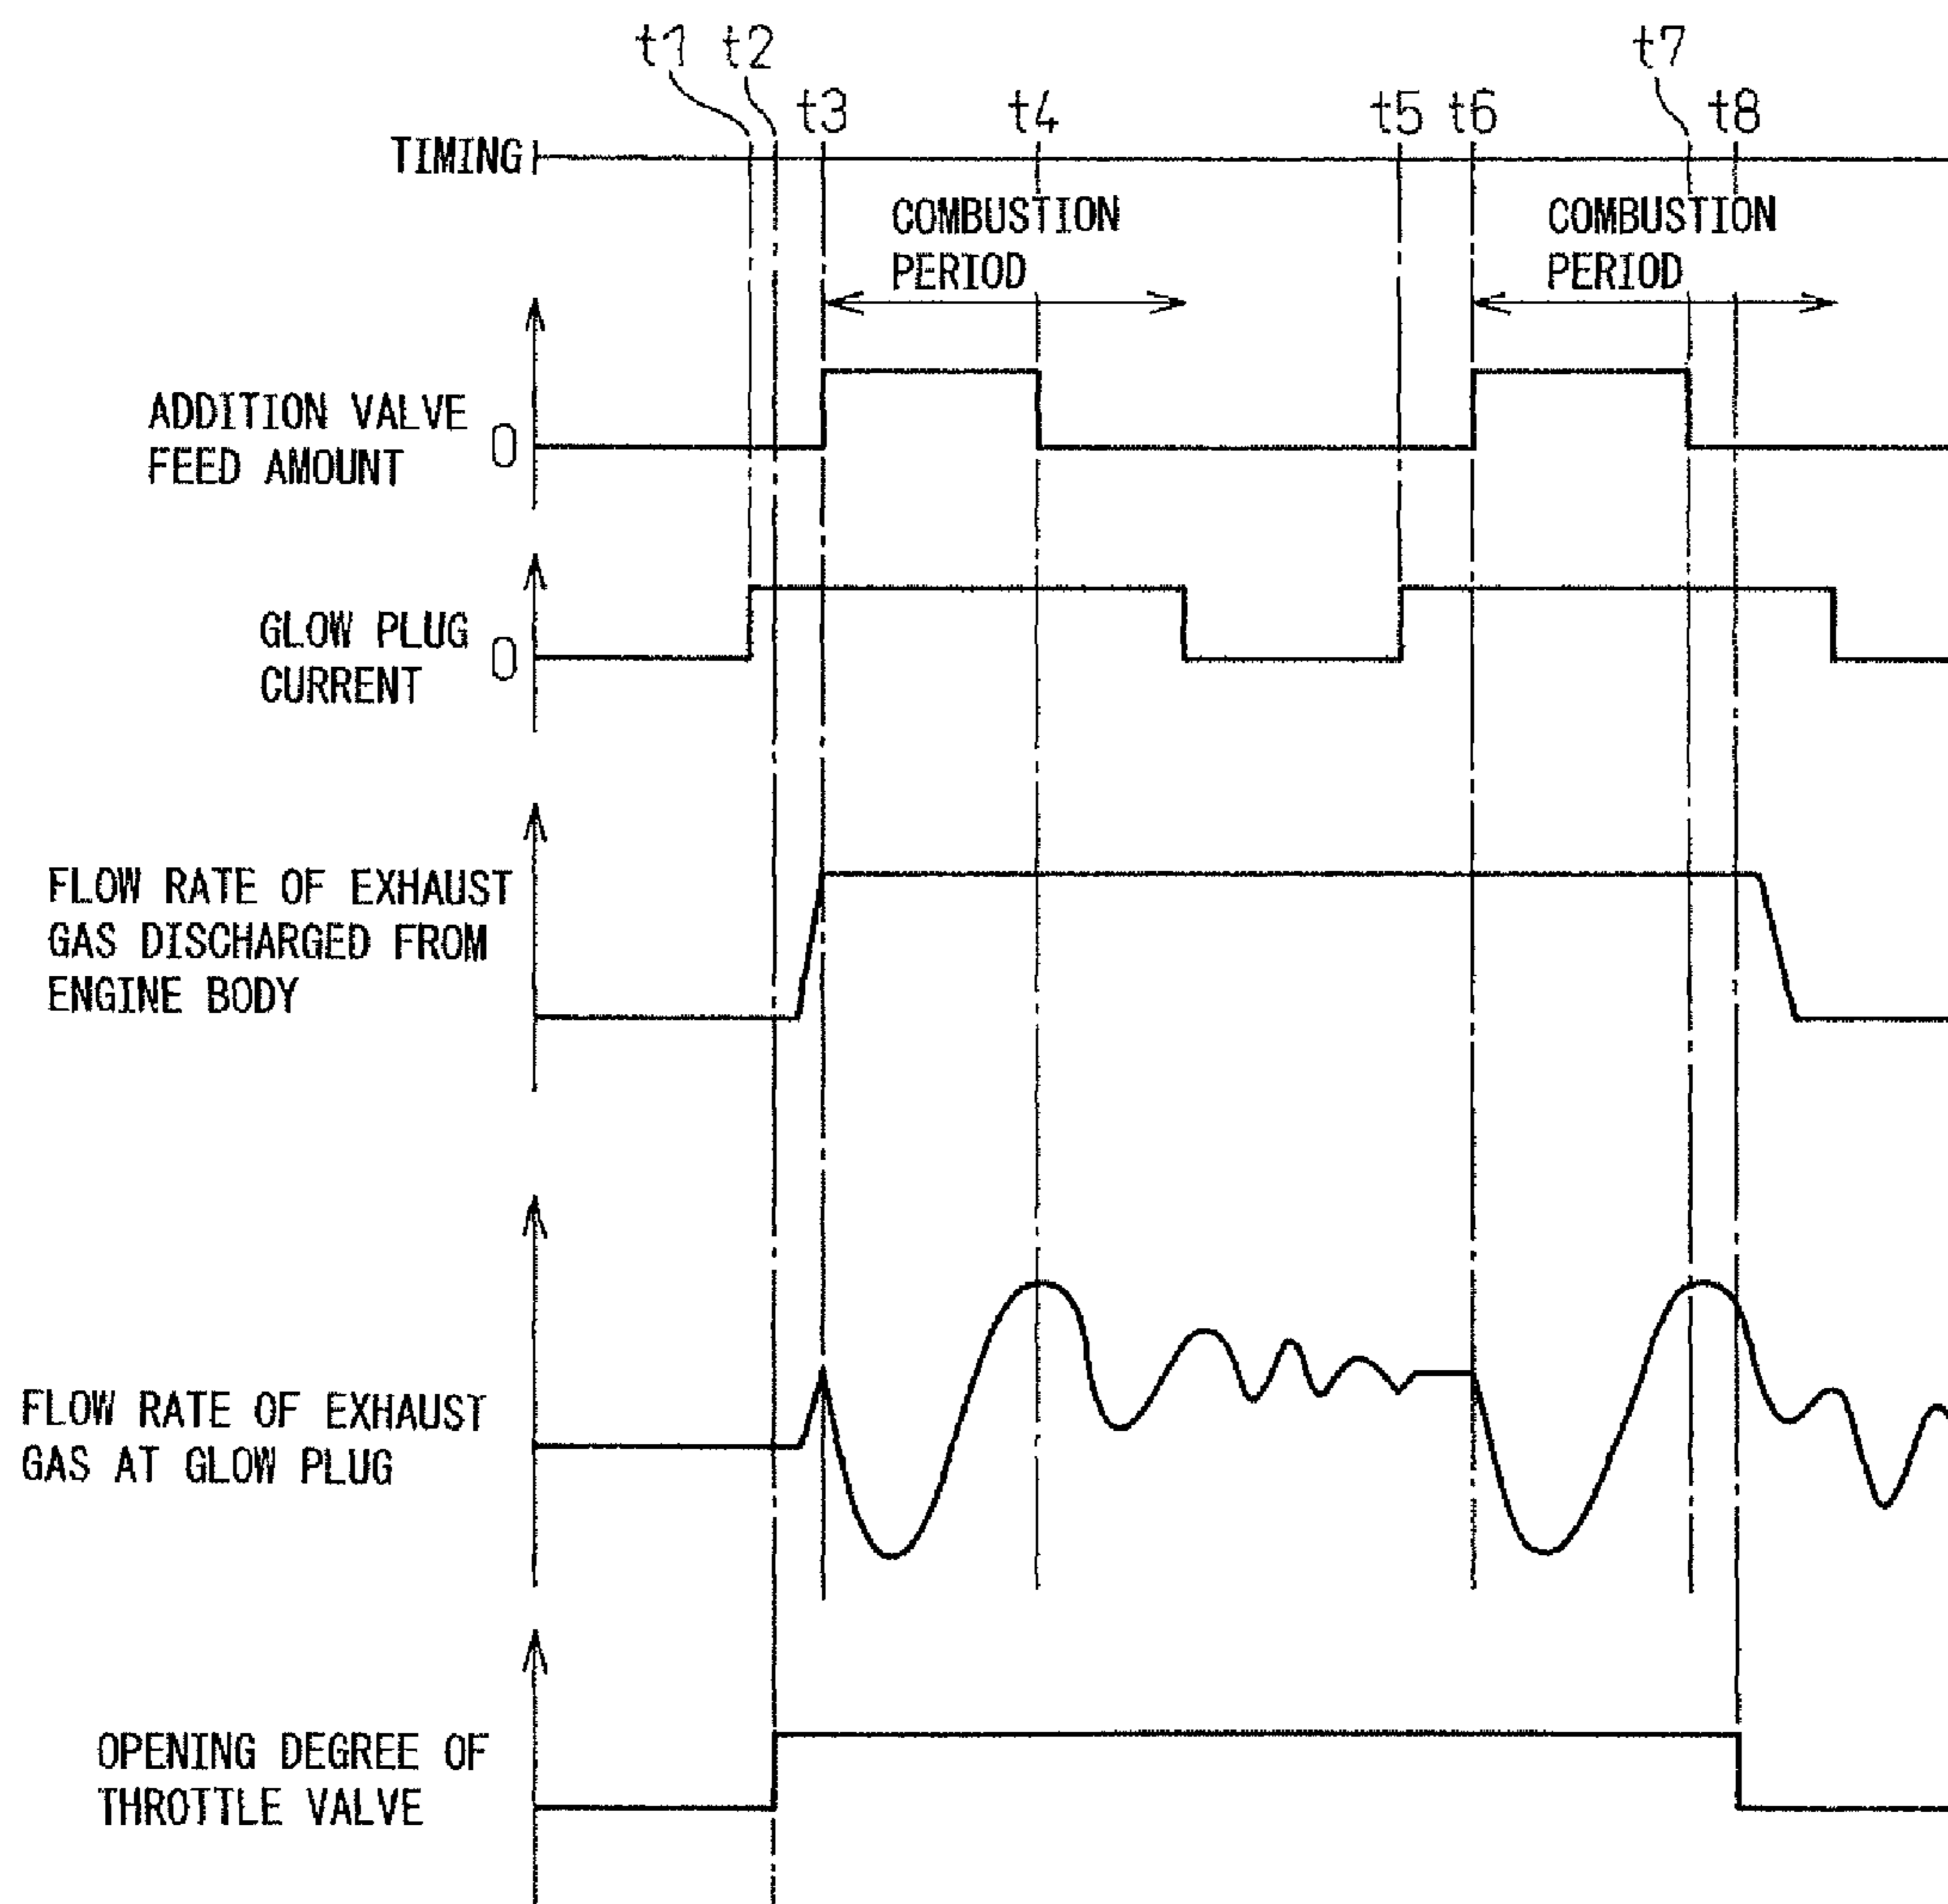 t1 t2 t3 t4 t5 t6 t7 t8
TIMING
COMBUSTION
PERIOD
COMBUSTION
PERIOD
ADDITION VALVE
FEED AMOUNT
0
GLOW PLUG
CURRENT
0
FLOW RATE OF EXHAUST
GAS DISCHARGED FROM
ENGINE BODY
FLOW RATE OF EXHAUST
GAS AT GLOW PLUG
OPENING DEGREE OF
THROTTLE VALVE